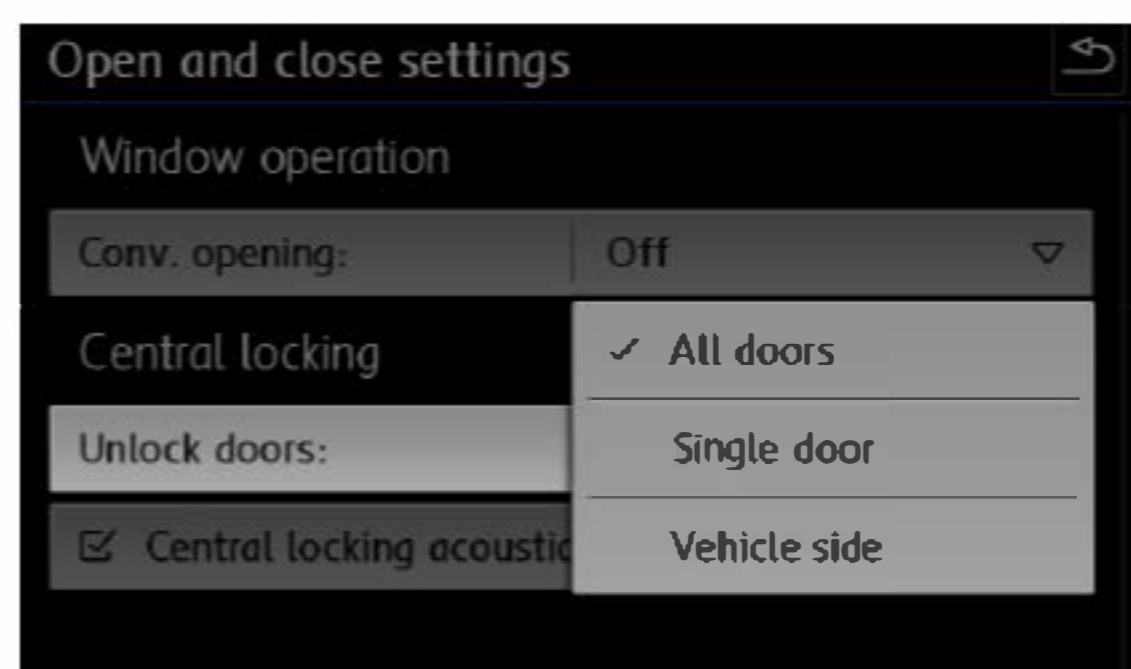 Open and close settings
Window operation
Conv. opening: Off
Central locking
All doors
Unlock doors:
Single door
Central locking acoustic
Vehicle side